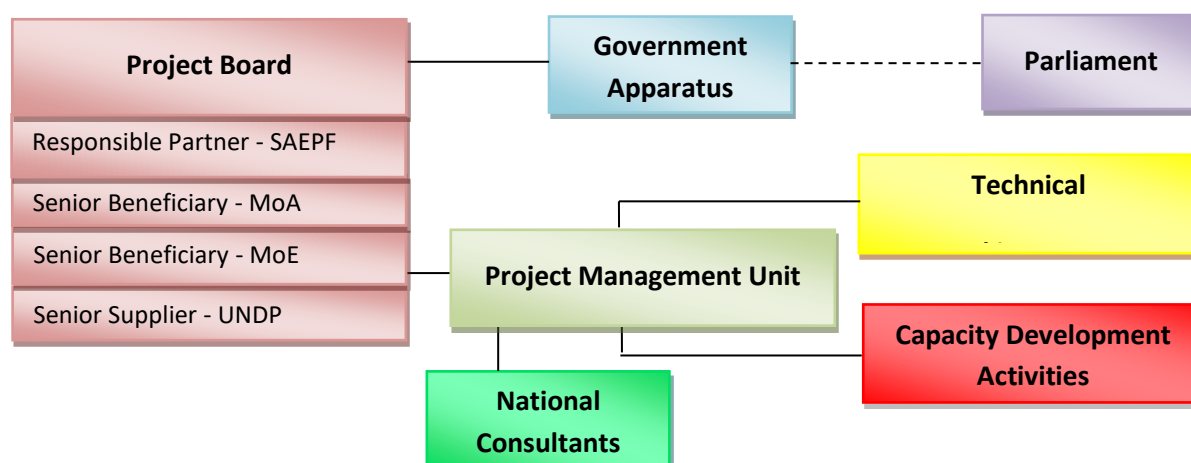 Project Board
Responsible Partner - SAEPF
Senior Beneficiary - MoA
Senior Beneficiary - MoE
Senior Supplier - UNDP
Government
Apparatus
Parliament
Technical
Project Management Unit
Capacity Development
Activities
National
Consultants